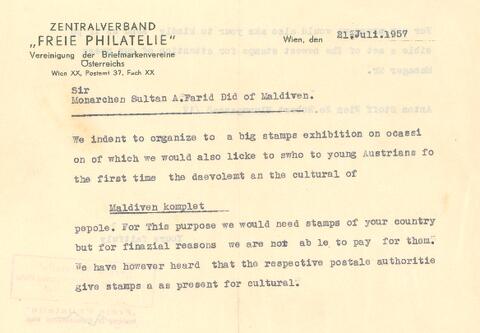 ZENTRALVERBAND
„FREIE PHILATELIE"
Vereinigung der Briefmarkenvereine
Österreichs
Wien XX, Postamt 37, Fach XX
Wien, den 21.Juli.1957
Sir
Monarchen Sultan A.Farid Did of Maldiven.
We indent to organize to a big stamps exhibition on ocassi
on of which we would also licke to swho to young Austrians fo
the first time the daevolemt an the cultural of
Maldiven komplet
pepole. For This purpose we would need stamps of your country
but for finazial reasons we are not able to pay for them.
We have however heard that the respective postale authoritie
give stamps a as present for cultural.